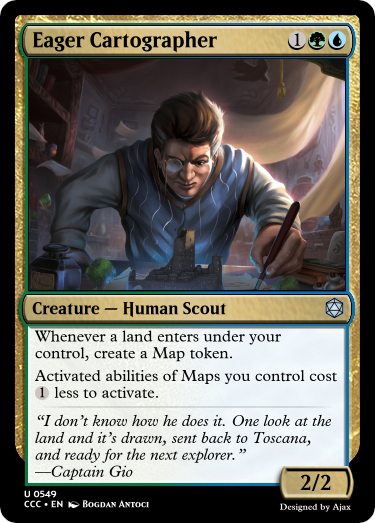 Eager Cartographer 1
Creature — Human Scout
Whenever a land enters under your
control, create a Map token.
Activated abilities of Maps you control cost
1 less to activate.
“I don’t know how he does it. One look at the
land and it’s drawn, sent back to Toscana,
and ready for the next explorer.”
—Captain Gio
2/2
U 0549
CCC • EN Bogdan Antoci
Designed by Ajax